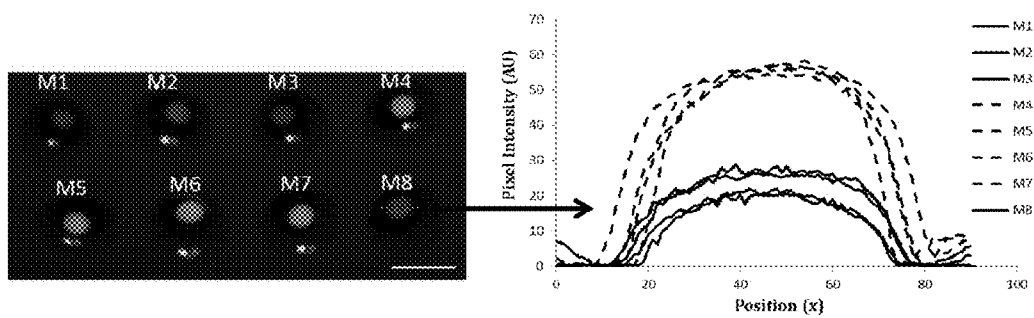 M1 M2 M3 M4
M5 M6 M7 M8
Pixel Intensity (AU)
70
60
50
40
30
20
10
0
0 20 40 60 80 100
Position (x)
M1
M2
M3
M4
M5
M6
M7
M8